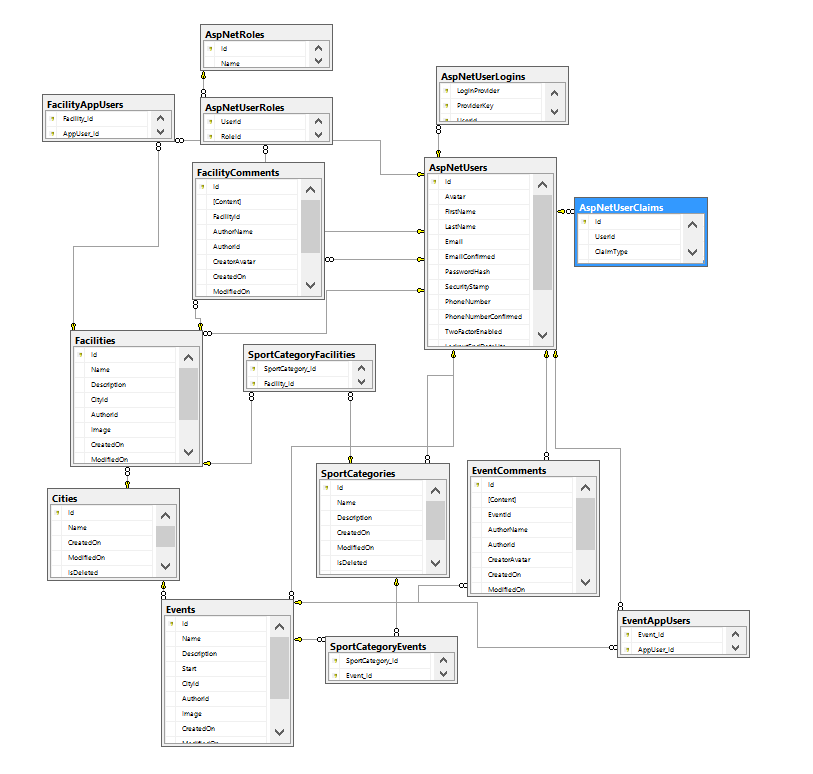 AspNetRoles
Id
Name
AspNetUserLogins
LoginProvider
ProviderKey
UserId
FacilityAppUsers
Facility_Id
AppUser_Id
AspNetUserRoles
UserId
RoleId
FacilityComments
Id
[Content]
FacilityId
AuthorName
AuthorId
CreatorAvatar
CreatedOn
ModifiedOn
AspNetUsers
Id
Avatar
FirstName
LastName
Email
EmailConfirmed
PasswordHash
SecurityStamp
PhoneNumber
PhoneNumberConfirmed
TwoFactorEnabled
LockoutEndDateUtc
AspNetUserClaims
Id
UserId
ClaimType
Facilities
Id
Name
Description
CityId
AuthorId
Image
CreatedOn
ModifiedOn
SportCategoryFacilities
SportCategory_Id
Facility_Id
Cities
Id
Name
CreatedOn
ModifiedOn
IsDeleted
SportCategories
Id
Name
Description
CreatedOn
ModifiedOn
IsDeleted
EventComments
Id
[Content]
EventId
AuthorName
AuthorId
CreatorAvatar
CreatedOn
ModifiedOn
Events
Id
Name
Description
Start
CityId
AuthorId
Image
CreatedOn
ModifiedOn
SportCategoryEvents
SportCategory_Id
Event_Id
EventAppUsers
Event_Id
AppUser_Id